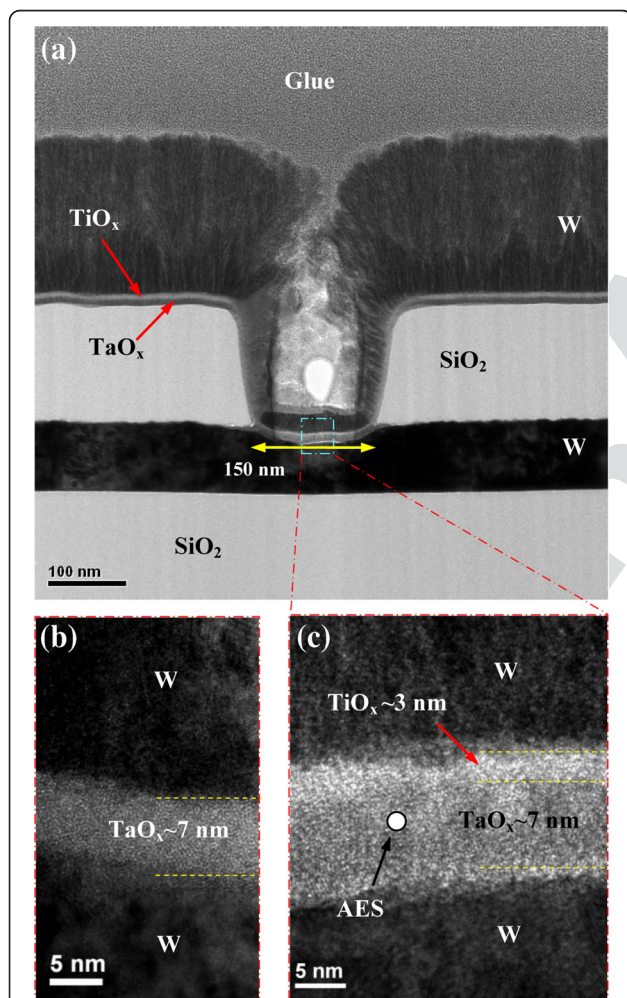 (a)
Glue
TiOₓ
W
TaOₓ
SiO₂
W
150 nm
SiO₂
100 nm
(b)
W
TaOₓ~7 nm
W
5 nm
(c)
W
TiOₓ~3 nm
TaOₓ~7 nm
AES
W
5 nm